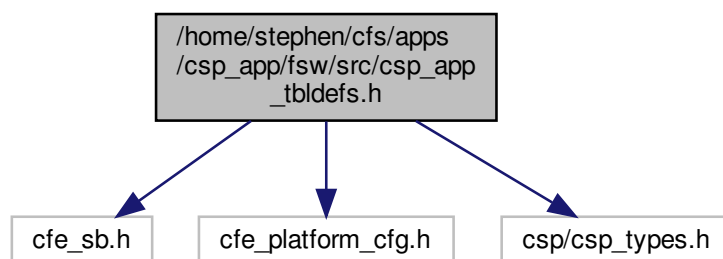 /home/stephen/cfs/apps
/csp_app/fsw/src/csp_app
_tbldefs.h
cfe_sb.h
cfe_platform_cfg.h
csp/csp_types.h